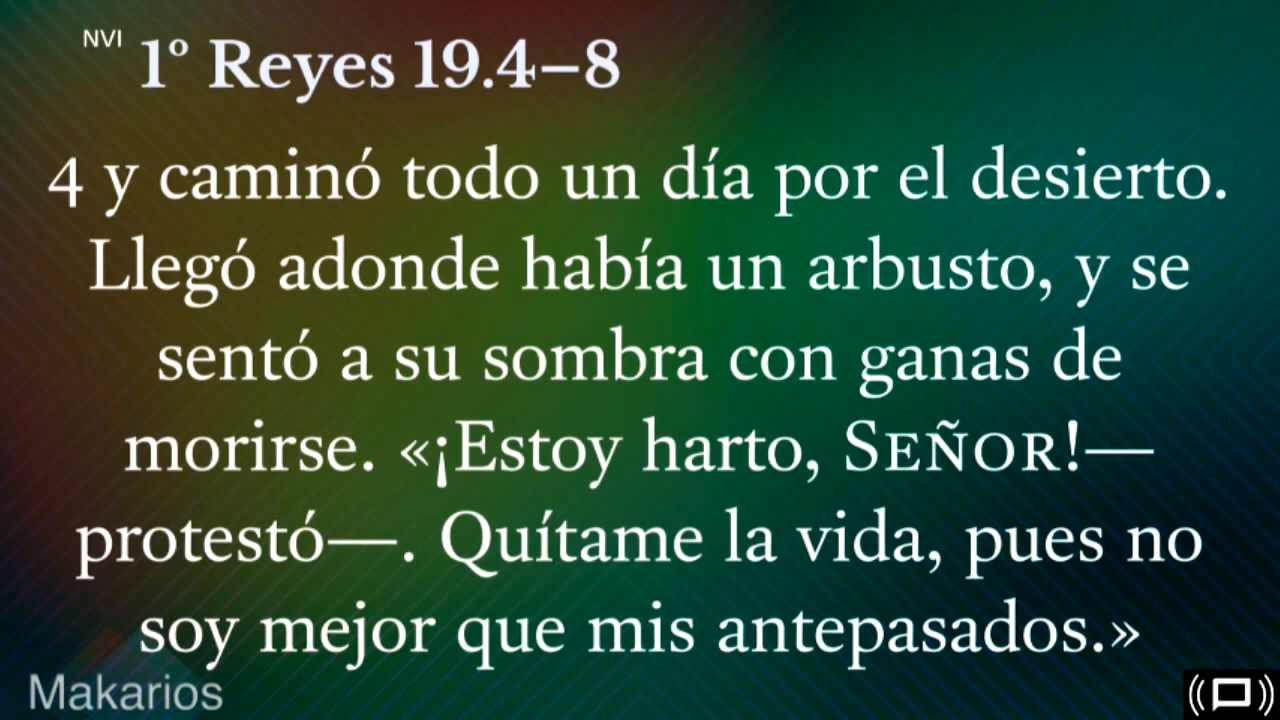 NVI
1º Reyes 19.4–8
4 y caminó todo un día por el desierto.
Llegó adonde había un arbusto, y se
sentó a su sombra con ganas de
morirse. «¡Estoy harto, SEÑOR!—
protestó—. Quítame la vida, pues no
soy mejor que mis antepasados.»
Makarios